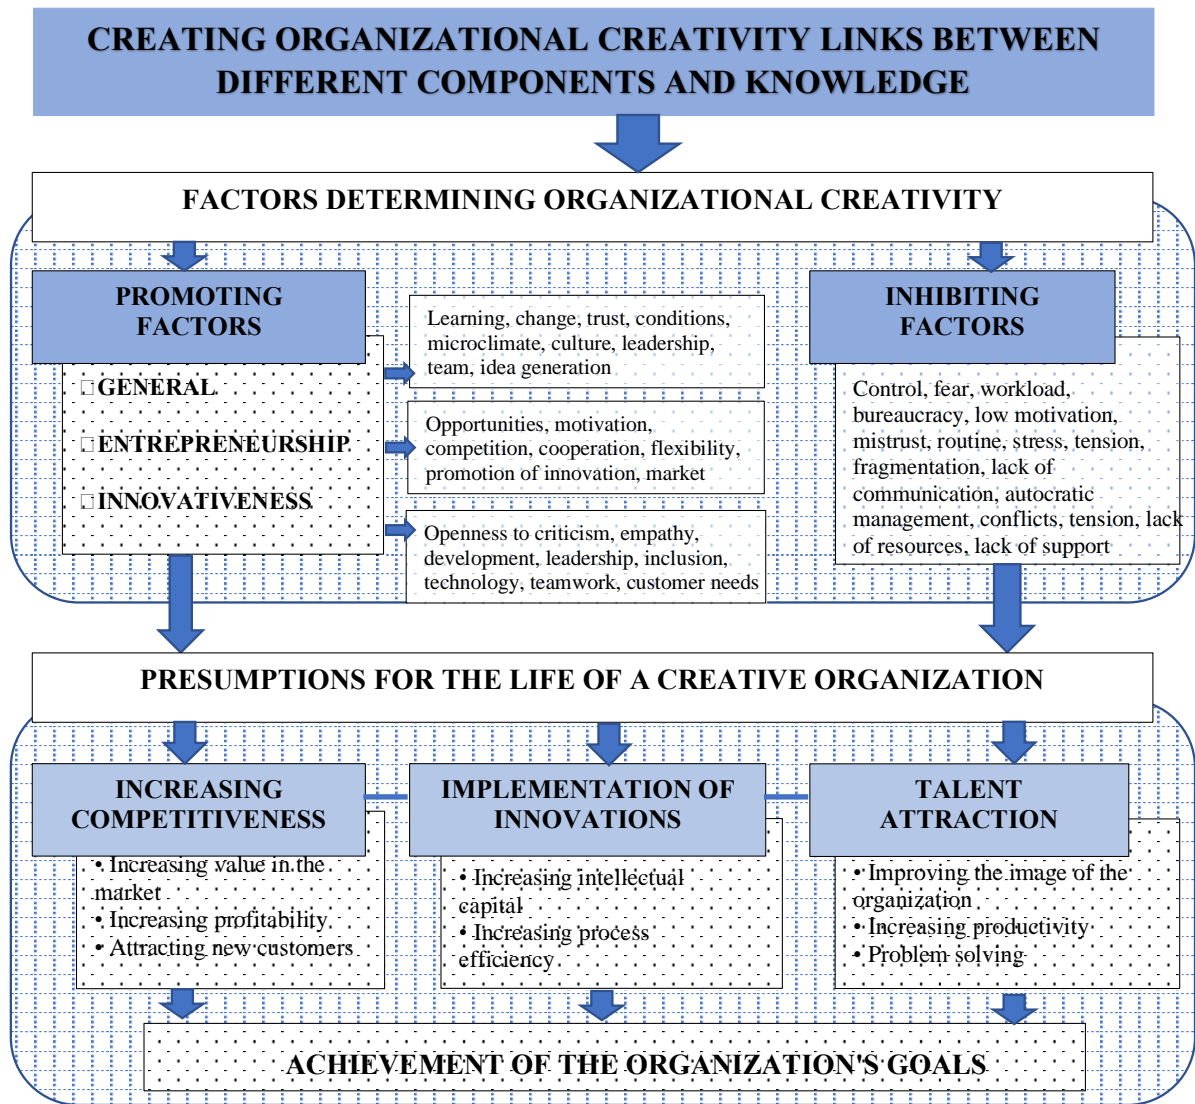 CREATING ORGANIZATIONAL CREATIVITY LINKS BETWEEN
DIFFERENT COMPONENTS AND KNOWLEDGE
FACTORS DETERMINING ORGANIZATIONAL CREATIVITY
PROMOTING
FACTORS
GENERAL
ENTREPRENEURSHIP
INNOVATIVENESS
Learning, change, trust, conditions,
microclimate, culture, leadership,
team, idea generation
Opportunities, motivation,
competition, cooperation, flexibility,
promotion of innovation, market
Openness to criticism, empathy,
development, leadership, inclusion,
technology, teamwork, customer needs
INHIBITING
FACTORS
Control, fear, workload,
bureaucracy, low motivation,
mistrust, routine, stress, tension,
fragmentation, lack of
communication, autocratic
management, conflicts, tension, lack
of resources, lack of support
PRESUMPTIONS FOR THE LIFE OF A CREATIVE ORGANIZATION
INCREASING
COMPETITIVENESS
• Increasing value in the
market
• Increasing profitability
• Attracting new customers
IMPLEMENTATION OF
INNOVATIONS
• Increasing intellectual
capital
• Increasing process
efficiency
TALENT
ATTRACTION
• Improving the image of the
organization
• Increasing productivity
• Problem solving
ACHIEVEMENT OF THE ORGANIZATION'S GOALS